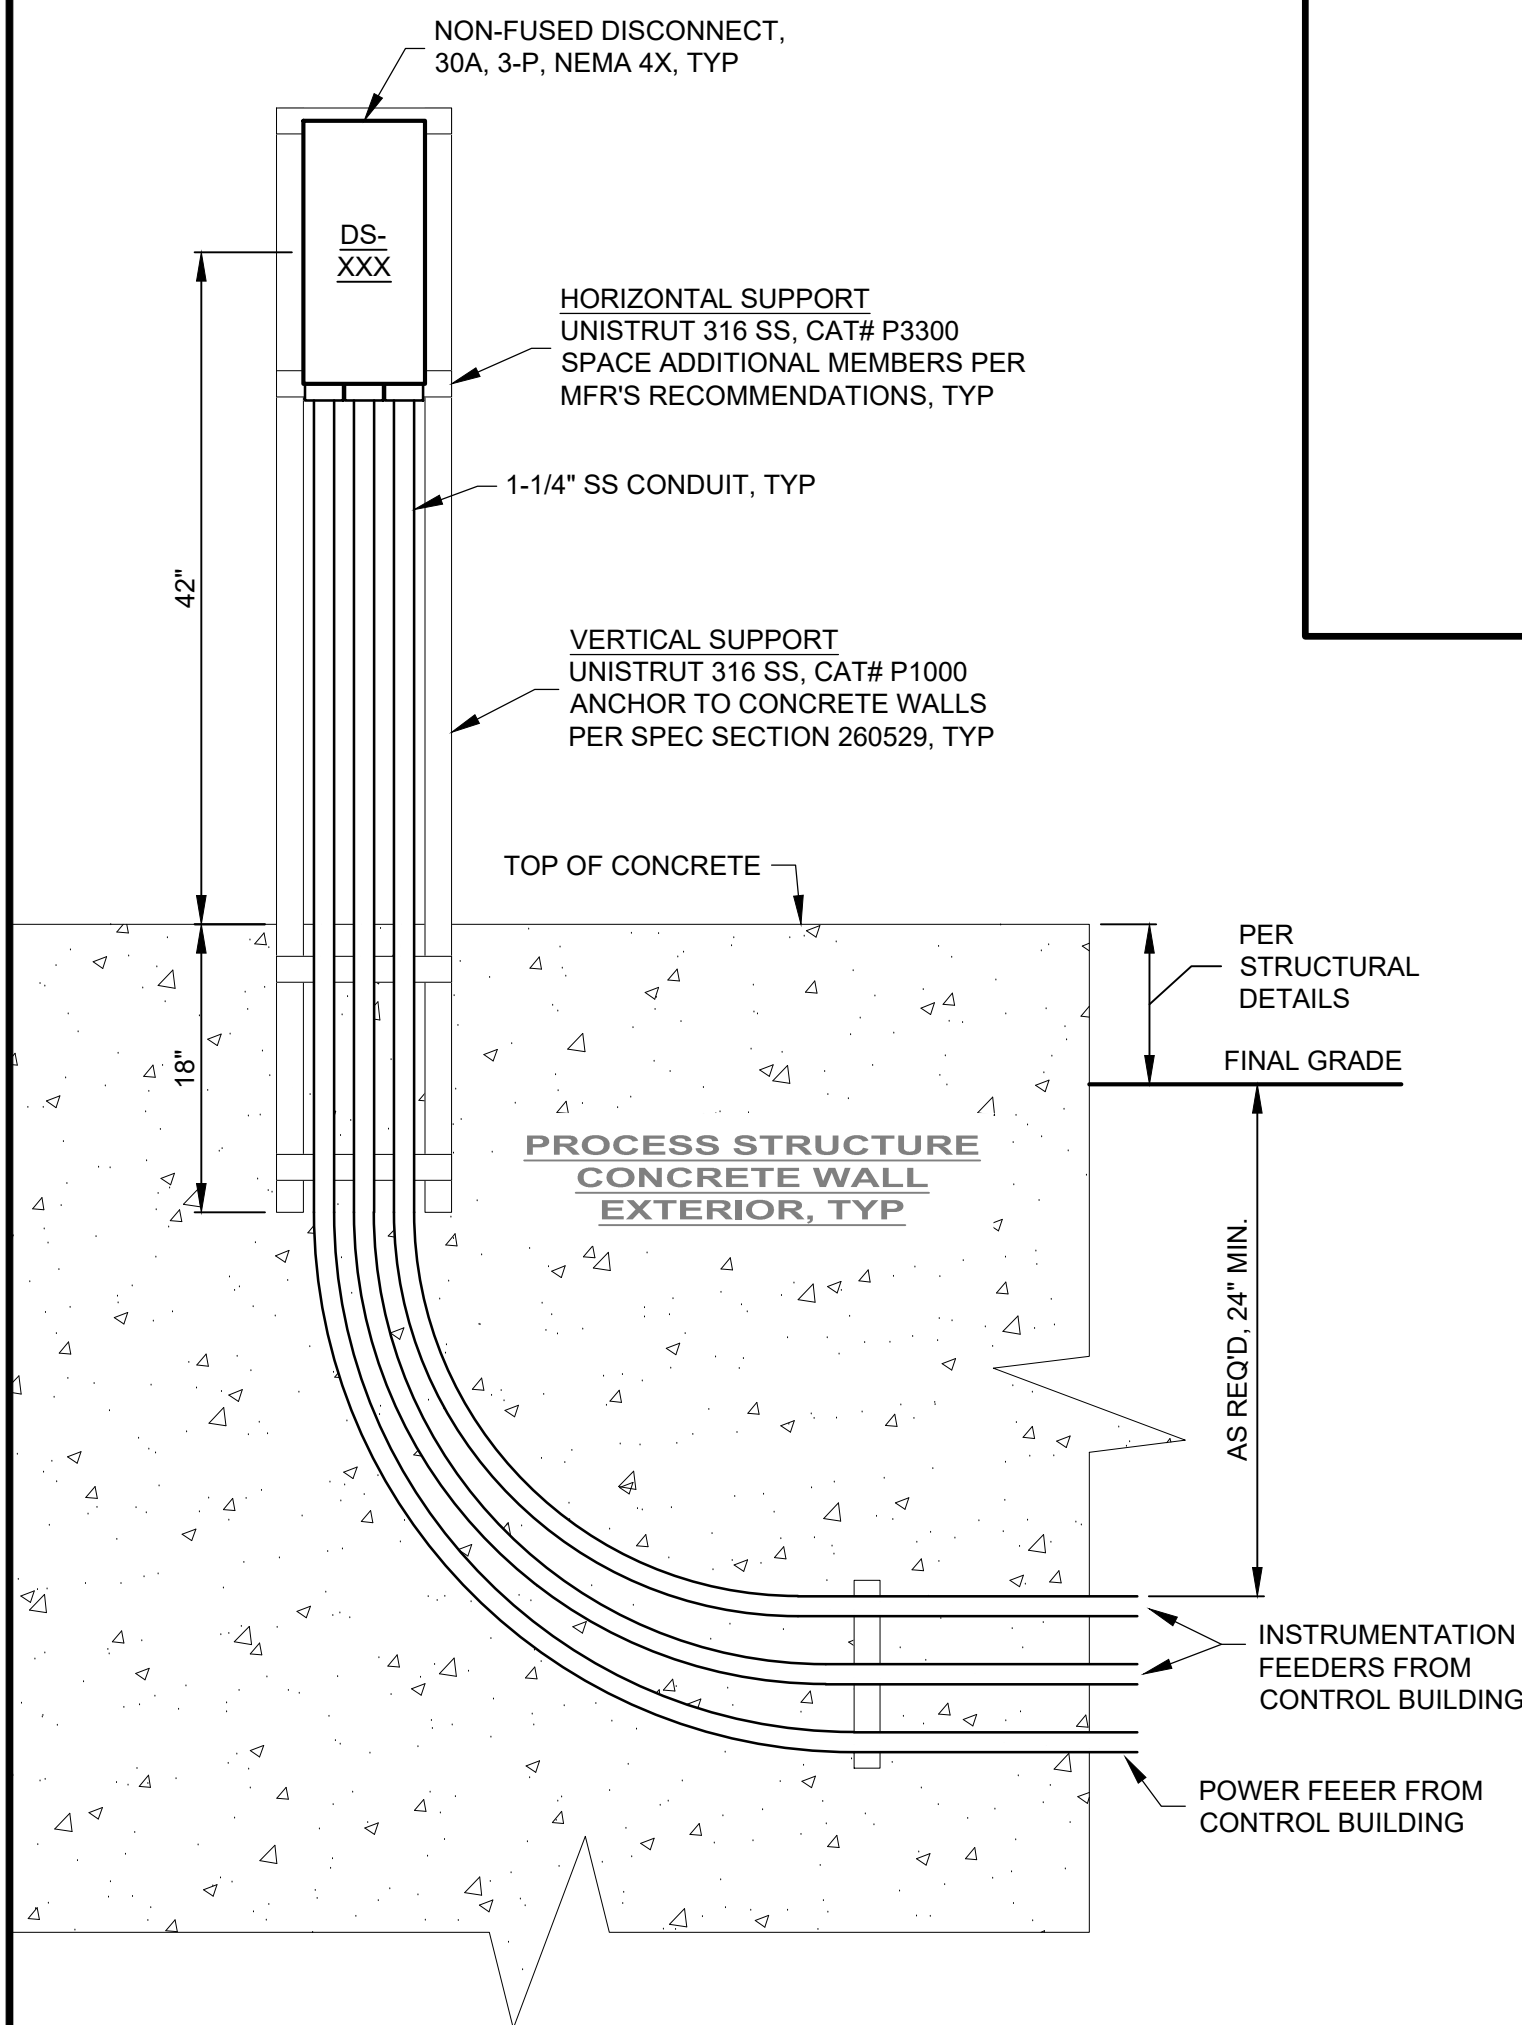 NON-FUSED DISCONNECT,
30A, 3-P, NEMA 4X, TYP
DS-
XXX
HORIZONTAL SUPPORT
UNISTRUT 316 SS, CAT# P3300
SPACE ADDITIONAL MEMBERS PER
MFR'S RECOMMENDATIONS, TYP
1-1/4" SS CONDUIT, TYP
42"
VERTICAL SUPPORT
UNISTRUT 316 SS, CAT# P1000
ANCHOR TO CONCRETE WALLS
PER SPEC SECTION 260529, TYP
TOP OF CONCRETE
PER
STRUCTURAL
DETAILS
18"
FINAL GRADE
PROCESS STRUCTURE
CONCRETE WALL
EXTERIOR, TYP
AS REQ'D, 24" MIN.
INSTRUMENTATION
FEEDERS FROM
CONTROL BUILDING
POWER FEEER FROM
CONTROL BUILDING